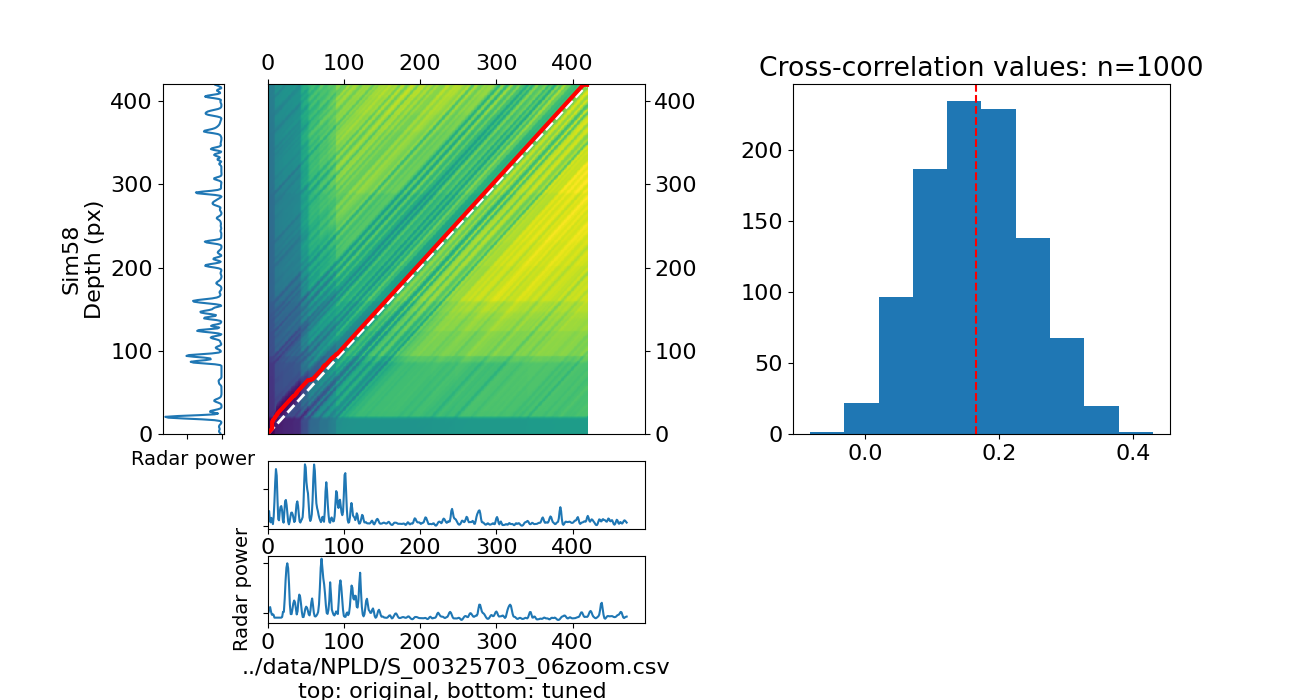 0 100 200 300 400
Cross-correlation values: n=1000
400
300
200
100
0
Sim58
Depth (px)
Radar power
400
300
200
100
0
200
150
100
50
0
0.0 0.2 0.4
0 100 200 300 400
Radar power
0 100 200 300 400
../data/NPLD/S_00325703_06zoom.csv
top: original, bottom: tuned